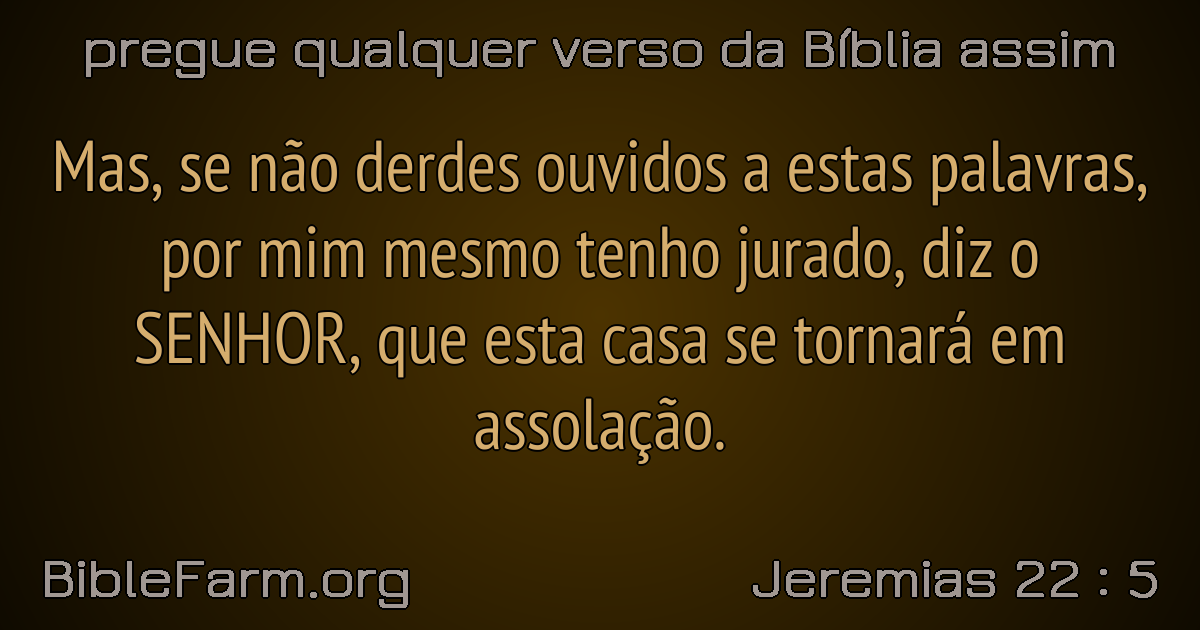 pregue qualquer verso da Bíblia assim
Mas, se não derdes ouvidos a estas palavras,
por mim mesmo tenho jurado, diz o
SENHOR, que esta casa se tornará em
assolação.
BibleFarm.org
Jeremias 22 : 5